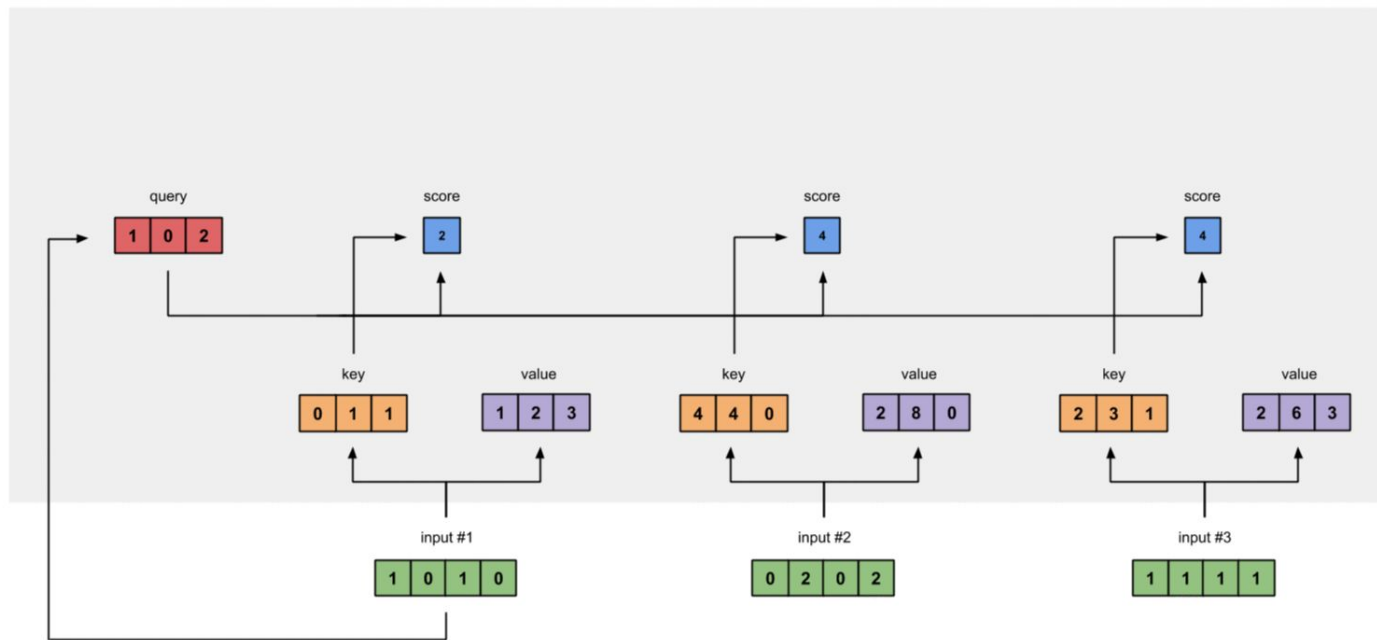 query score score score
1 0 2 2 4 4
key value key value key value
0 1 1 1 2 3 4 4 0 2 8 0 2 3 1 2 6 3
input #1 input #2 input #3
1 0 1 0 0 2 0 2 1 1 1 1